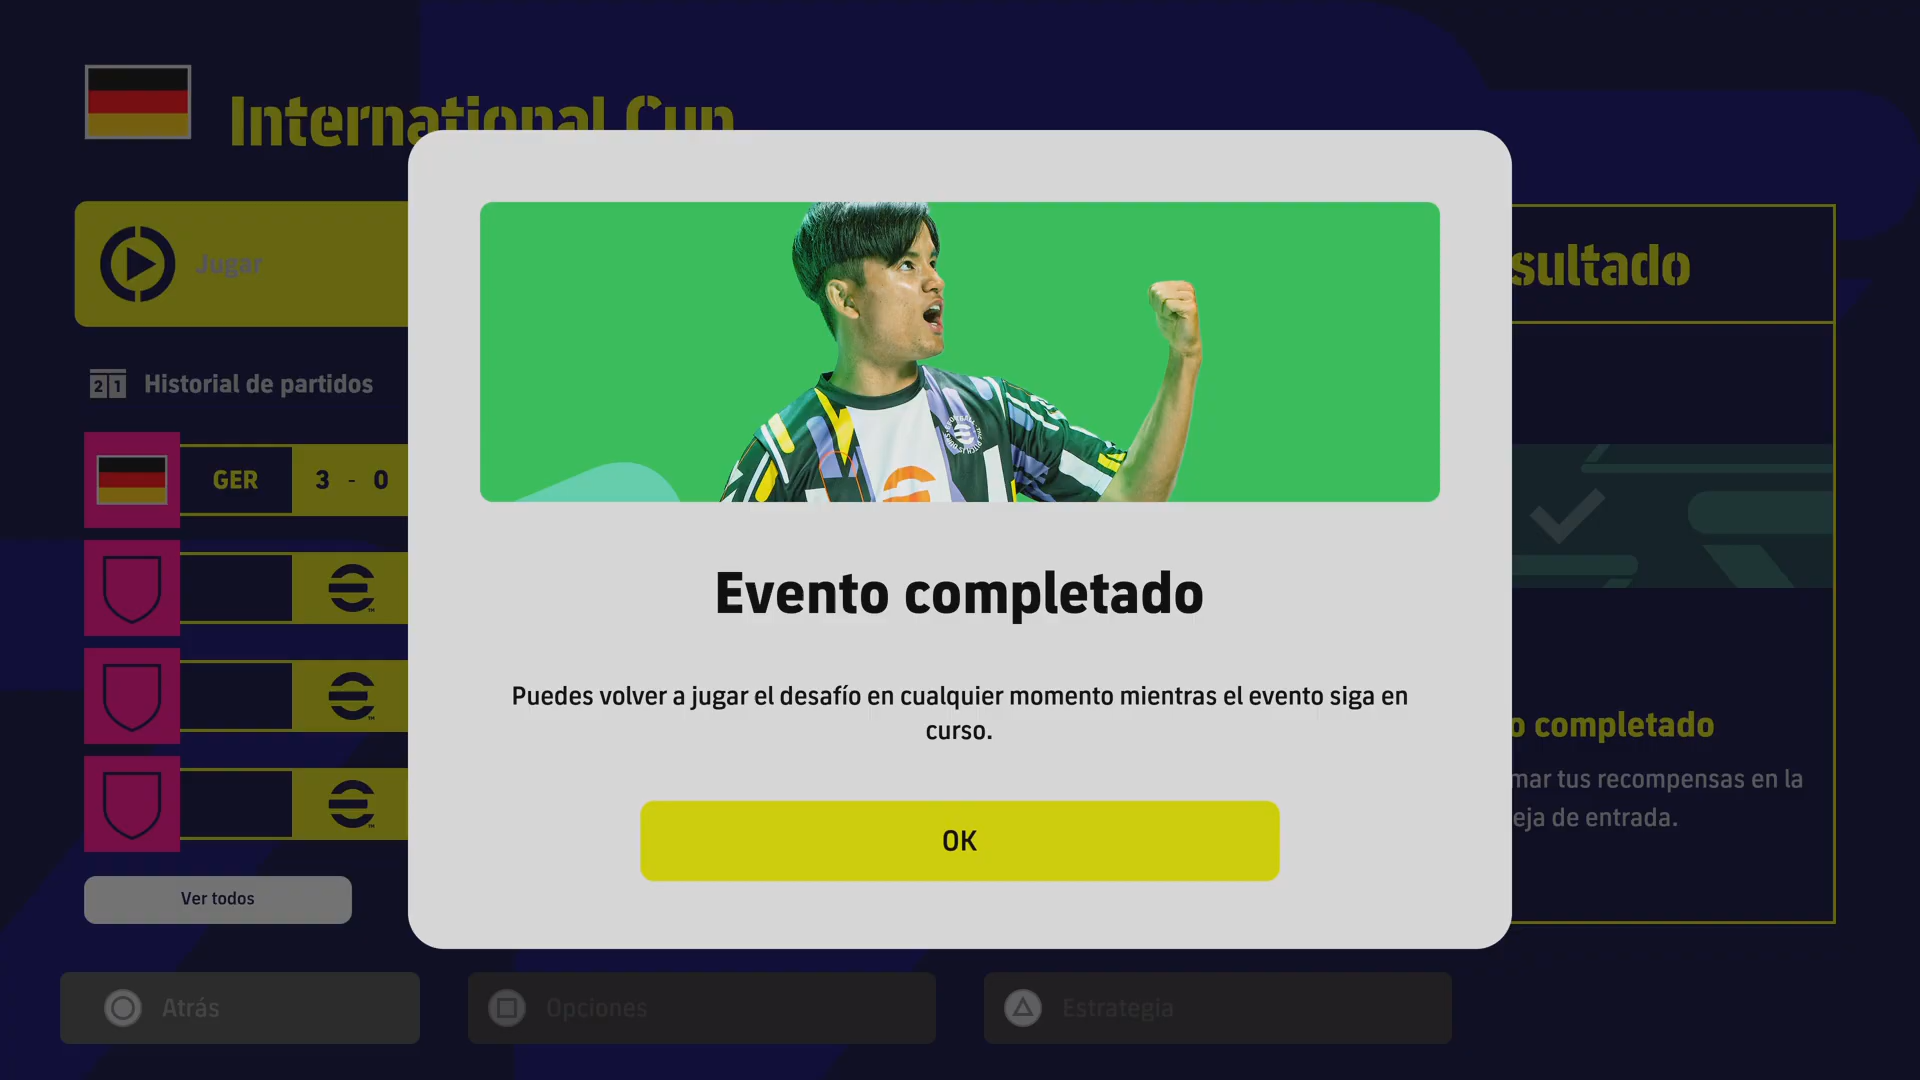 International Cup
Jugar
21 Historial de partidos
GER 3 - 0
Ver todos
Evento completado
Puedes volver a jugar el desafío en cualquier momento mientras el evento siga en
curso.
OK
sultado
o completado
mar tus recompensas en la
eja de entrada.
Atrás
Opciones
Estrategia